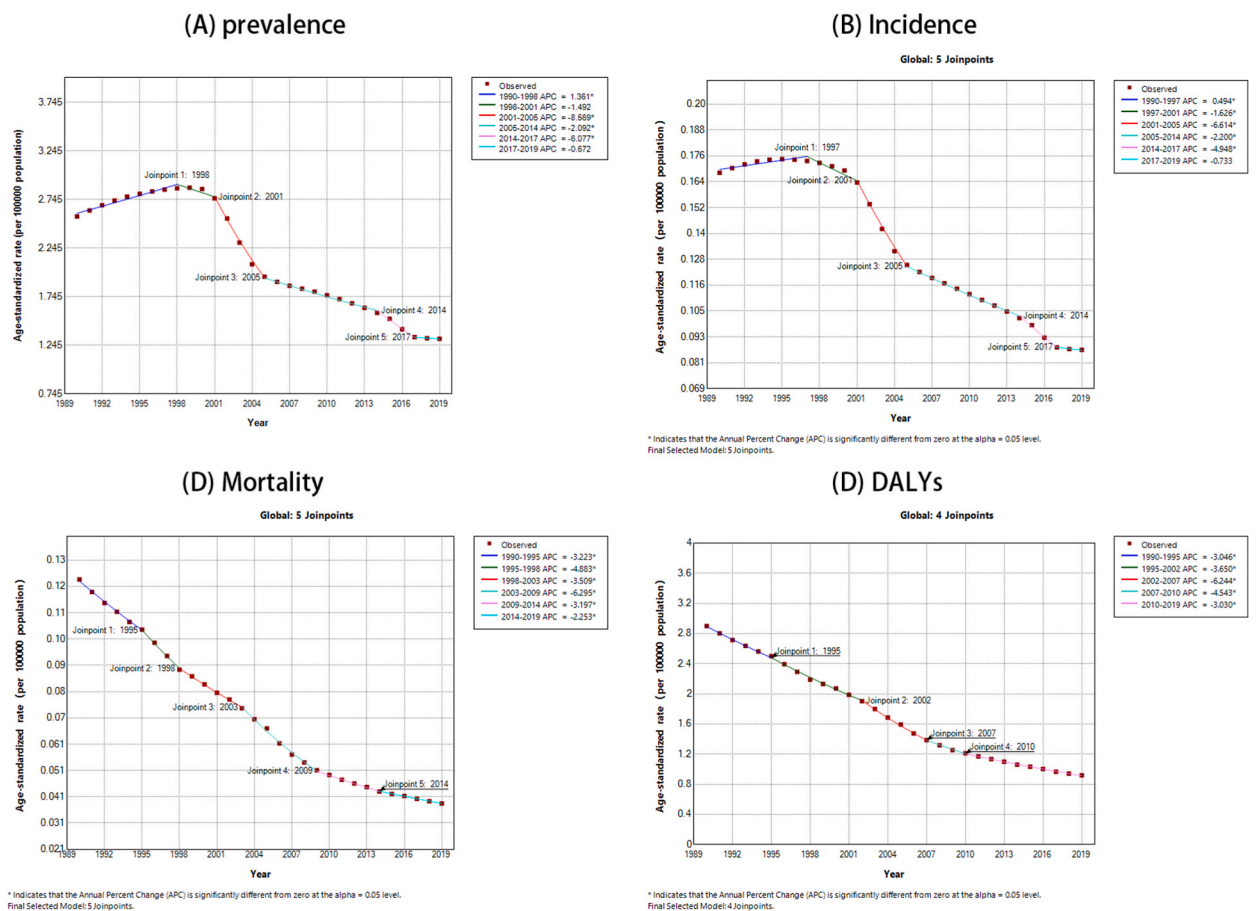 (A) prevalence
Age-standardized rate (per 100000 population)
3.745
3.245
2.745
2.245
1.745
1.245
0.745
1989 1992 1995 1998 2001 2004 2007 2010 2013 2016 2019
Year
Joinpoint 1: 1998
Joinpoint 2: 2001
Joinpoint 3: 2005
Joinpoint 4: 2014
Joinpoint 5: 2017
Observed
1990-1998 APC = 1.361*
1998-2001 APC = -1.492
2001-2005 APC = -8.569*
2005-2014 APC = -2.092*
2014-2017 APC = -6.077*
2017-2019 APC = -0.672
(B) Incidence
Global: 5 Joinpoints
Age-standardized rate (per 100000 population)
0.20
0.188
0.176
0.164
0.152
0.14
0.128
0.116
0.105
0.093
0.081
0.069
1989 1992 1995 1998 2001 2004 2007 2010 2013 2016 2019
Year
Joinpoint 1: 1997
Joinpoint 2: 2001
Joinpoint 3: 2005
Joinpoint 4: 2014
Joinpoint 5: 2017
Observed
1990-1997 APC = 0.494*
1997-2001 APC = -1.626*
2001-2005 APC = -6.614*
2005-2014 APC = -2.200*
2014-2017 APC = -4.948*
2017-2019 APC = -0.733
* Indicates that the Annual Percent Change (APC) is significantly different from zero at the alpha = 0.05 level.
Final Selected Model: 5 Joinpoints.
(D) Mortality
Global: 5 Joinpoints
Age-standardized rate (per 100000 population)
0.13
0.12
0.11
0.10
0.09
0.08
0.07
0.061
0.051
0.041
0.031
0.021
1989 1992 1995 1998 2001 2004 2007 2010 2013 2016 2019
Year
Joinpoint 1: 1995
Joinpoint 2: 1998
Joinpoint 3: 2003
Joinpoint 4: 2009
Joinpoint 5: 2014
Observed
1990-1995 APC = -3.223*
1995-1998 APC = -4.883*
1998-2003 APC = -3.509*
2003-2009 APC = -6.295*
2009-2014 APC = -3.197*
2014-2019 APC = -2.253*
* Indicates that the Annual Percent Change (APC) is significantly different from zero at the alpha = 0.05 level.
Final Selected Model: 5 Joinpoints.
(D) DALYs
Global: 4 Joinpoints
Age-standardized rate (per 100000 population)
4
3.6
3.2
2.8
2.4
2
1.6
1.2
0.8
0.4
0
1989 1992 1995 1998 2001 2004 2007 2010 2013 2016 2019
Year
Joinpoint 1: 1995
Joinpoint 2: 2002
Joinpoint 3: 2007
Joinpoint 4: 2010
Observed
1990-1995 APC = -3.046*
1995-2002 APC = -3.650*
2002-2007 APC = -6.244*
2007-2010 APC = -4.543*
2010-2019 APC = -3.030*
* Indicates that the Annual Percent Change (APC) is significantly different from zero at the alpha = 0.05 level.
Final Selected Model: 4 Joinpoints.